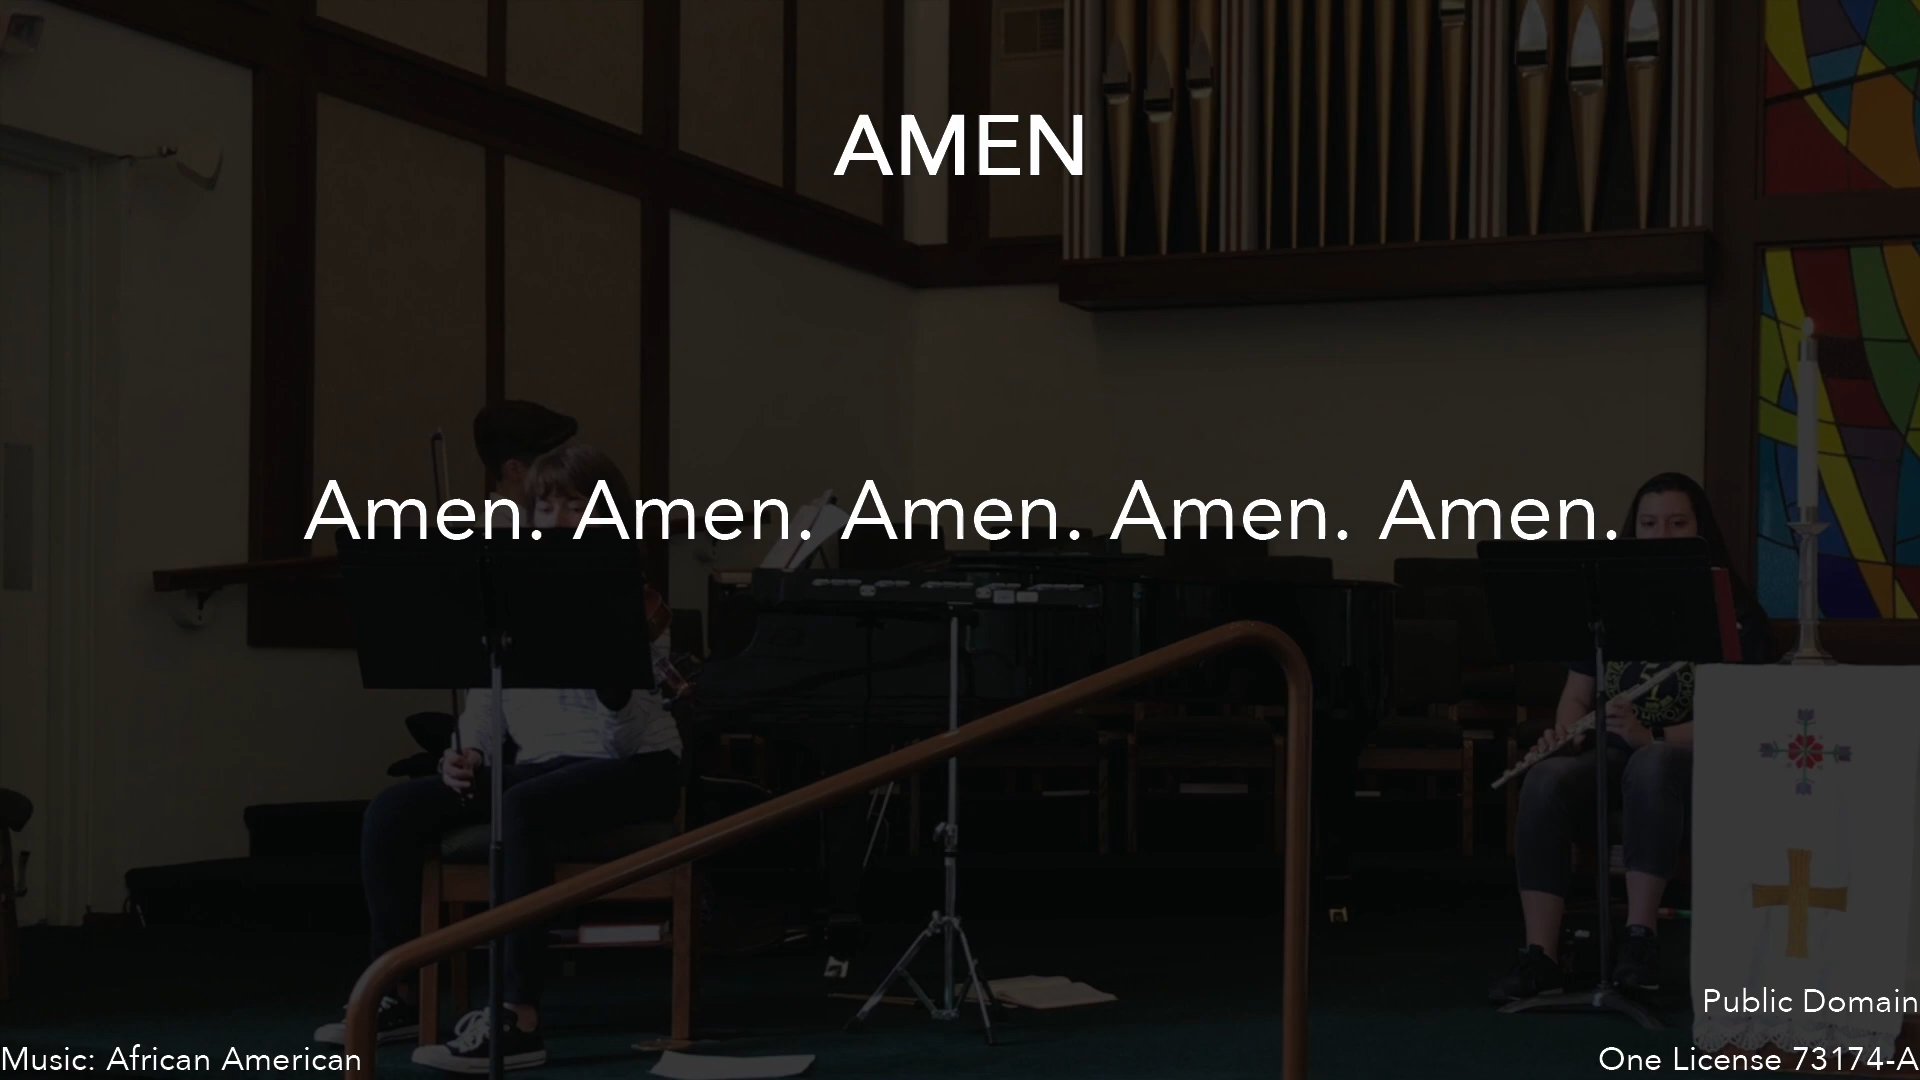 AMEN
Amen. Amen. Amen. Amen. Amen.
Public Domain
Music: African American
One License 73174-A